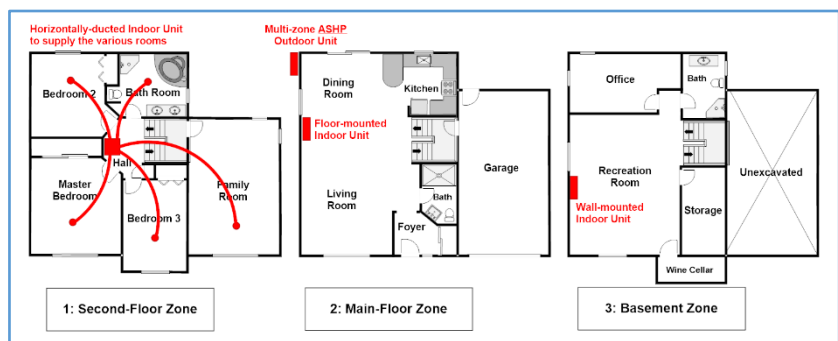 Horizontally-ducted Indoor Unit
to supply the various rooms
Bedroom 2
Bath Room
Hall
Master
Bedroom
Family
Room
Bedroom 3
1: Second-Floor Zone
Multi-zone ASHP
Outdoor Unit
Dining
Room
Kitchen
Floor-mounted
Indoor Unit
Living
Room
Bath
Foyer
Garage
2: Main-Floor Zone
Office
Bath
Recreation
Room
Unexcavated
Wall-mounted
Indoor Unit
Storage
Wine Cellar
3: Basement Zone